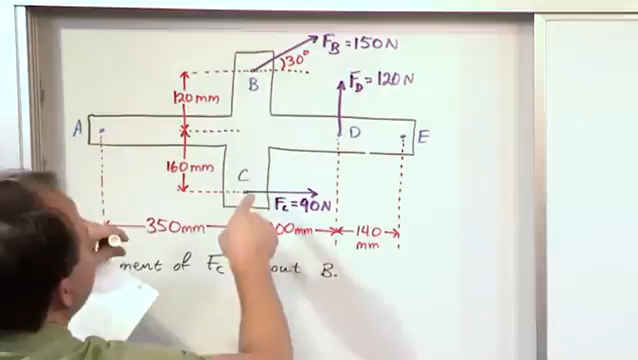 F_B = 150N
30°
F_D = 120N
B
120mm
A
D
E
160mm
C
F_C = 90N
350mm
00mm
140
mm
ment of F_C
out B.